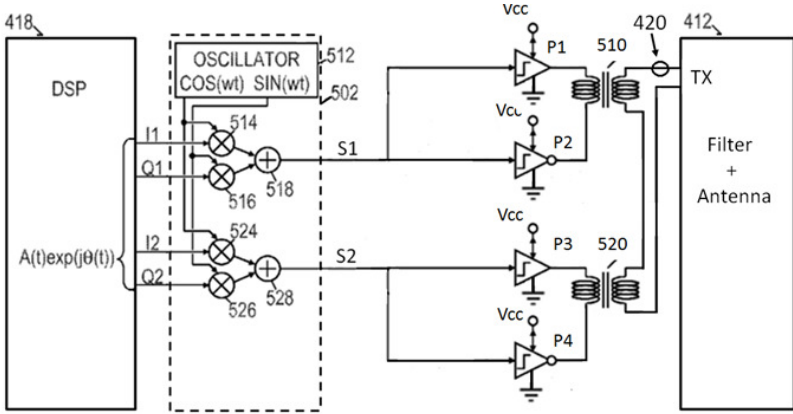 418
DSP
I1
Q1
A(t)exp(jθ(t))
I2
Q2
OSCILLATOR
COS(wt) SIN(wt)
512
502
514
516
518
524
526
528
S1
S2
Vcc
P1
P2
Vcc
P3
Vcc
P4
510
520
420
412
TX
Filter
+
Antenna